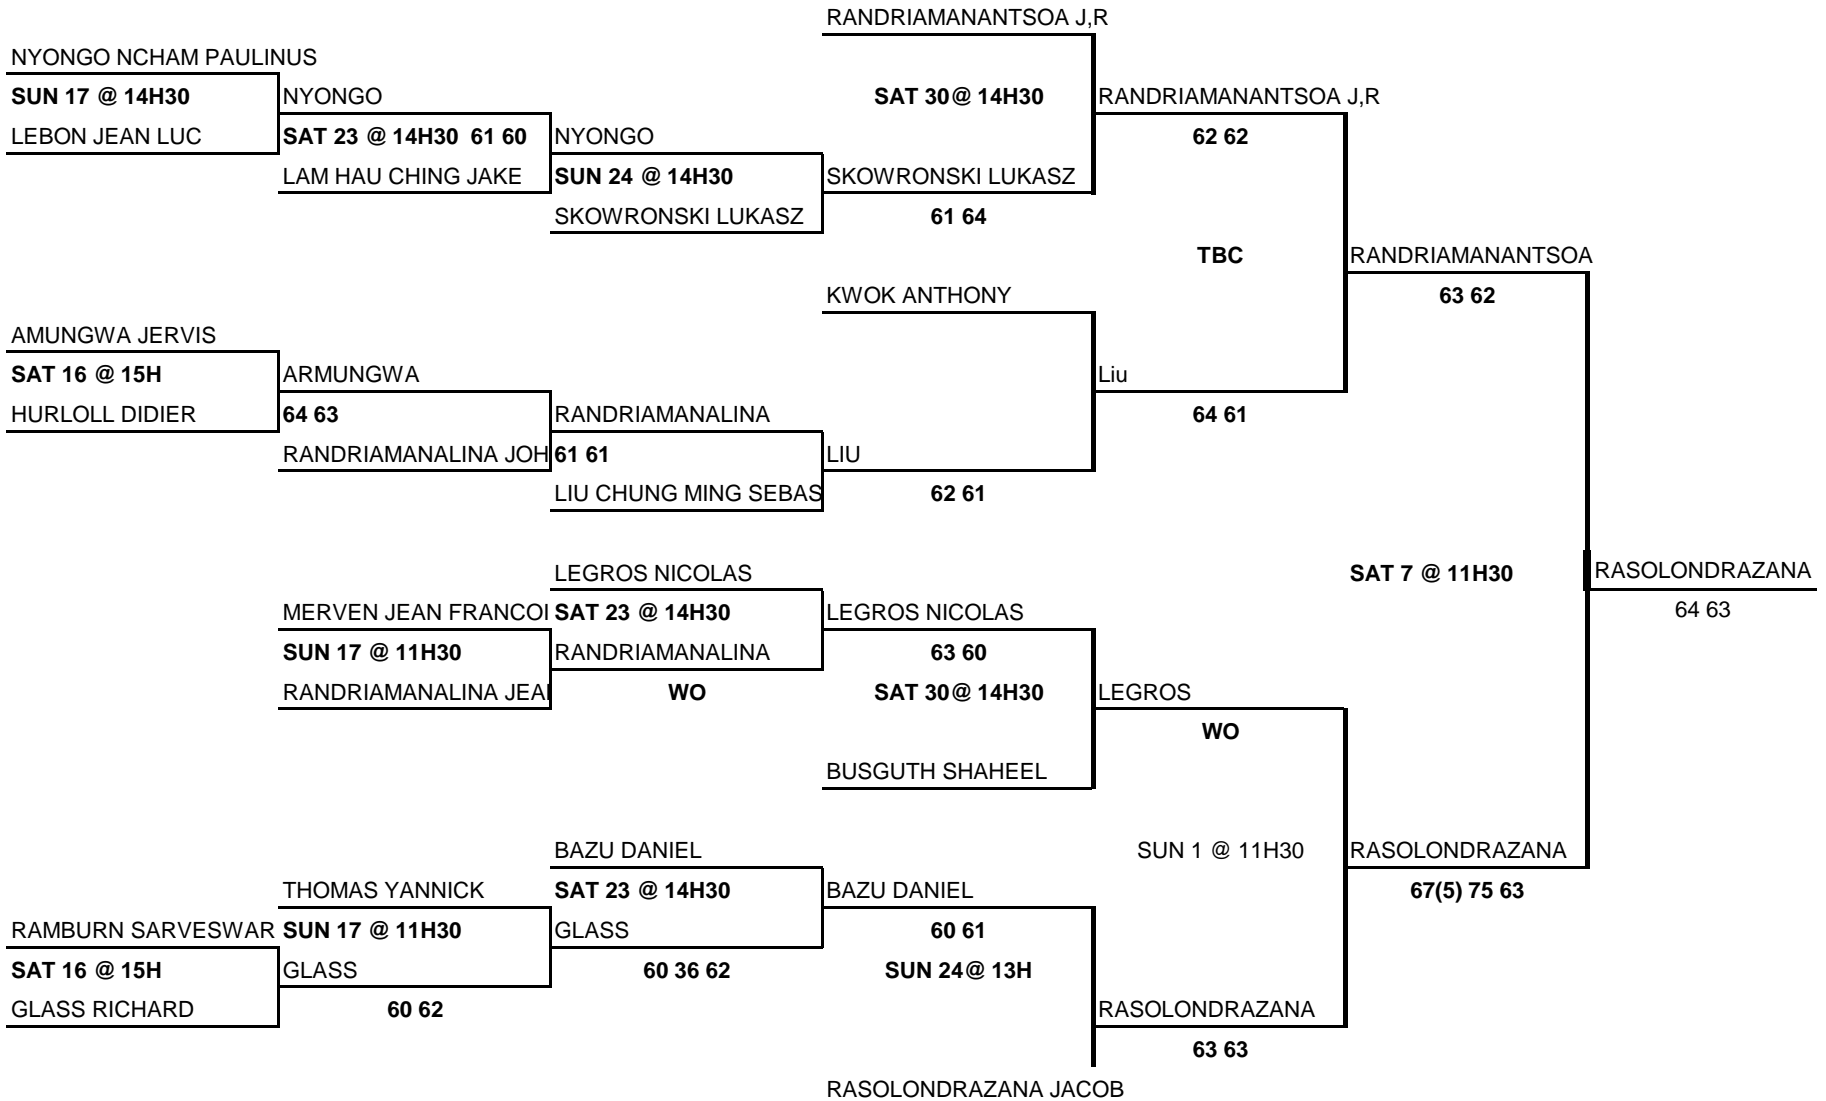 RANDRIAMANANTSOA J,R
NYONGO NCHAM PAULINUS
SUN 17 @ 14H30 NYONGO SAT 30@ 14H30 RANDRIAMANANTSOA J,R
LEBON JEAN LUC SAT 23 @ 14H30 61 60 NYONGO 62 62
LAM HAU CHING JAKE SUN 24 @ 14H30 SKOWRONSKI LUKASZ
SKOWRONSKI LUKASZ 61 64
TBC RANDRIAMANANTSOA
KWOK ANTHONY 63 62
AMUNGWA JERVIS
SAT 16 @ 15H ARMUNGWA Liu
HURLOLL DIDIER 64 63 RANDRIAMANALINA 64 61
RANDRIAMANALINA JOH 61 61 LIU
LIU CHUNG MING SEBAS 62 61
LEGROS NICOLAS SAT 7 @ 11H30 RASOLONDRAZANA
MERVEN JEAN FRANCOI SAT 23 @ 14H30 LEGROS NICOLAS 64 63
SUN 17 @ 11H30 RANDRIAMANALINA 63 60
RANDRIAMANALINA JEA WO SAT 30@ 14H30 LEGROS
WO
BUSGUTH SHAHEEL
BAZU DANIEL SUN 1 @ 11H30 RASOLONDRAZANA
THOMAS YANNICK SAT 23 @ 14H30 BAZU DANIEL 67(5) 75 63
RAMBURN SARVESWAR SUN 17 @ 11H30 GLASS 60 61
SAT 16 @ 15H GLASS 60 36 62 SUN 24@ 13H
GLASS RICHARD 60 62 RASOLONDRAZANA
63 63
RASOLONDRAZANA JACOB